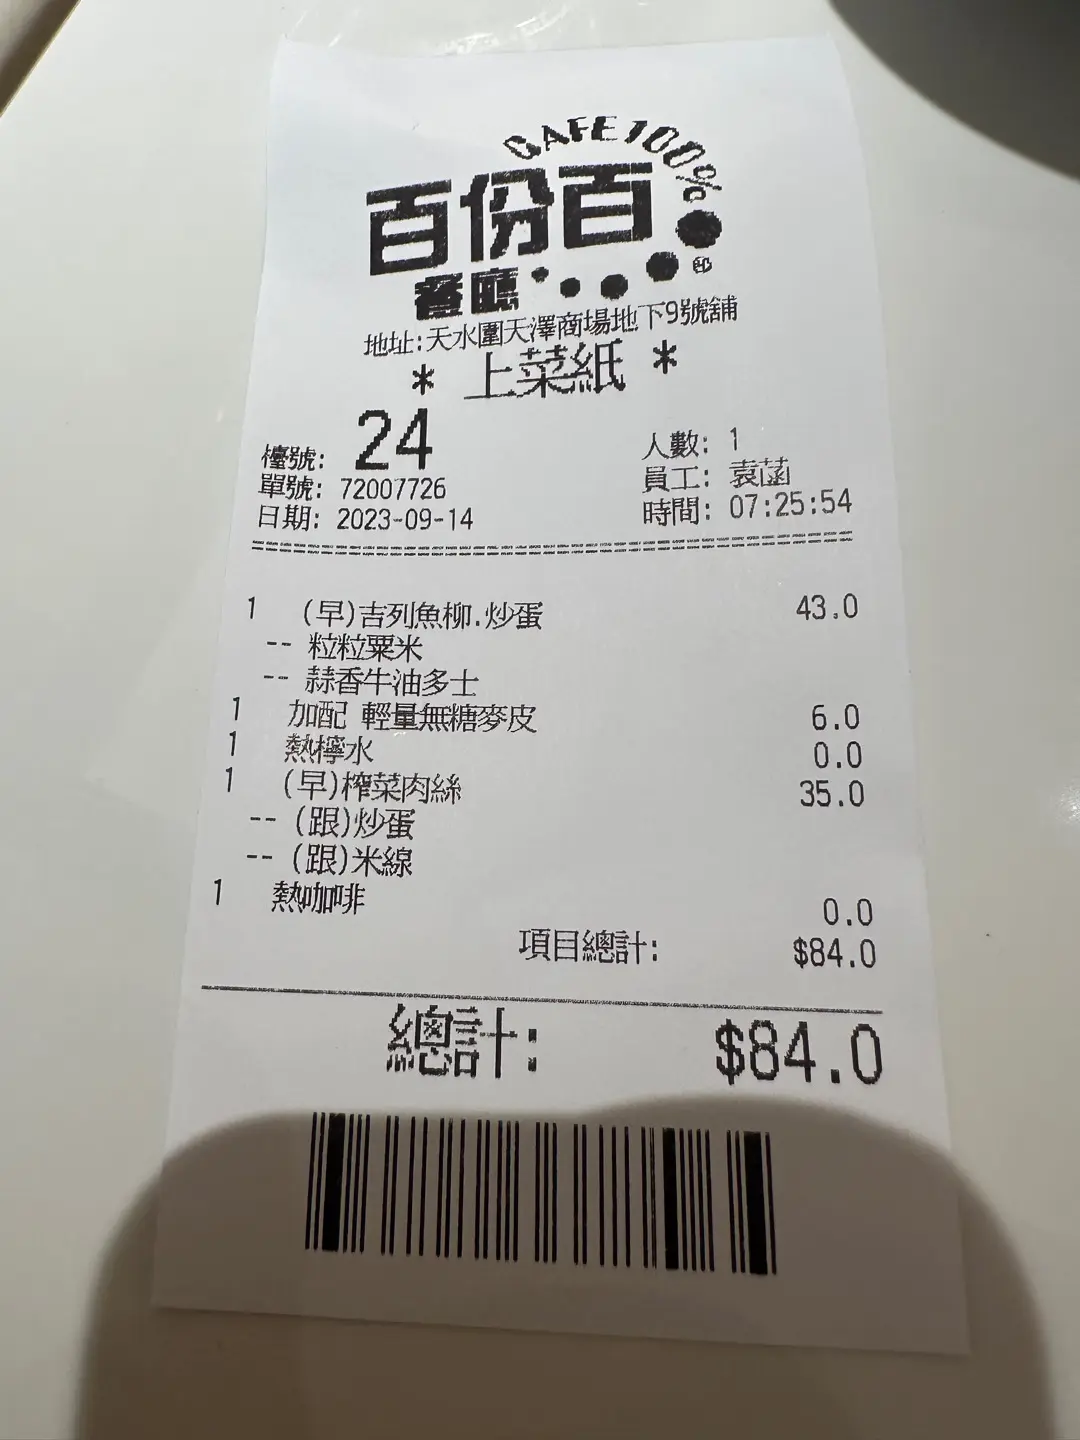 CAFE 100%
百份百
餐廳
地址:天水圍天澤商場地下9號舖
* 上菜紙 *
檯號: 24
人數: 1
單號: 72007726
員工: 袁菡
日期: 2023-09-14
時間: 07:25:54
1 (早)吉列魚柳.炒蛋 43.0
-- 粒粒粟米
-- 蒜香牛油多士
1 加配 輕量無糖麥皮 6.0
1 熱檸水 0.0
1 (早)榨菜肉絲 35.0
-- (跟)炒蛋
-- (跟)米線
1 熱咖啡 0.0
項目總計: $84.0
總計: $84.0